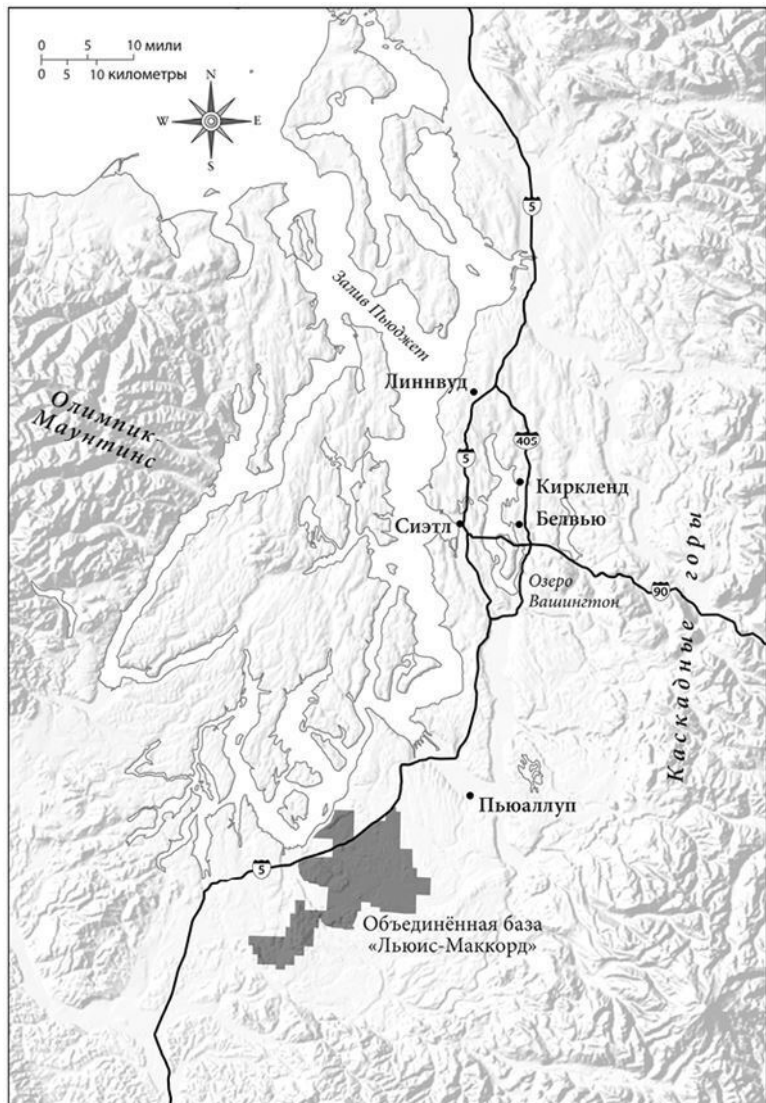 0 5 10 мили
0 5 10 километры
N
W E
S
5
Залив Пьюджет
Линнвуд
Олимпик-
Маунтинс
5
405
Киркленд
Сиэтл
Белвью
Озеро
Вашингтон
90
Каскадные горы
Пьюаллуп
5
Объединённая база
«Льюис-Маккорд»